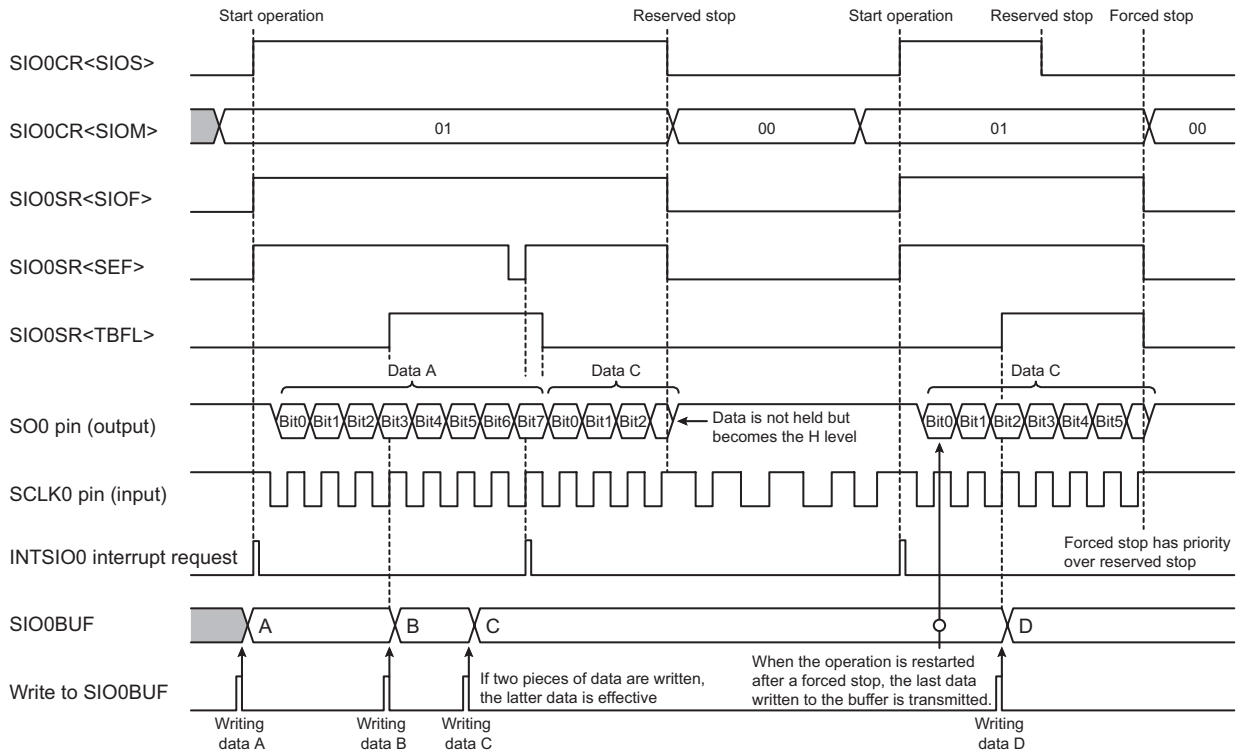 Start operation
Reserved stop
Start operation
Reserved stop
Forced stop
SIO0CR<SIOS>
SIO0CR<SIOM>
01
00
01
00
SIO0SR<SIOF>
SIO0SR<SEF>
SIO0SR<TBFL>
Data A
Data C
Data C
SO0 pin (output)
Bit0 Bit1 Bit2 Bit3 Bit4 Bit5 Bit6 Bit7 Bit0 Bit1 Bit2
Data is not held but
becomes the H level
Bit0 Bit1 Bit2 Bit3 Bit4 Bit5
SCLK0 pin (input)
INTSIO0 interrupt request
Forced stop has priority
over reserved stop
SIO0BUF
A
B
C
D
Write to SIO0BUF
If two pieces of data are written,
the latter data is effective
When the operation is restarted
after a forced stop, the last data
written to the buffer is transmitted.
Writing
data A
Writing
data B
Writing
data C
Writing
data D